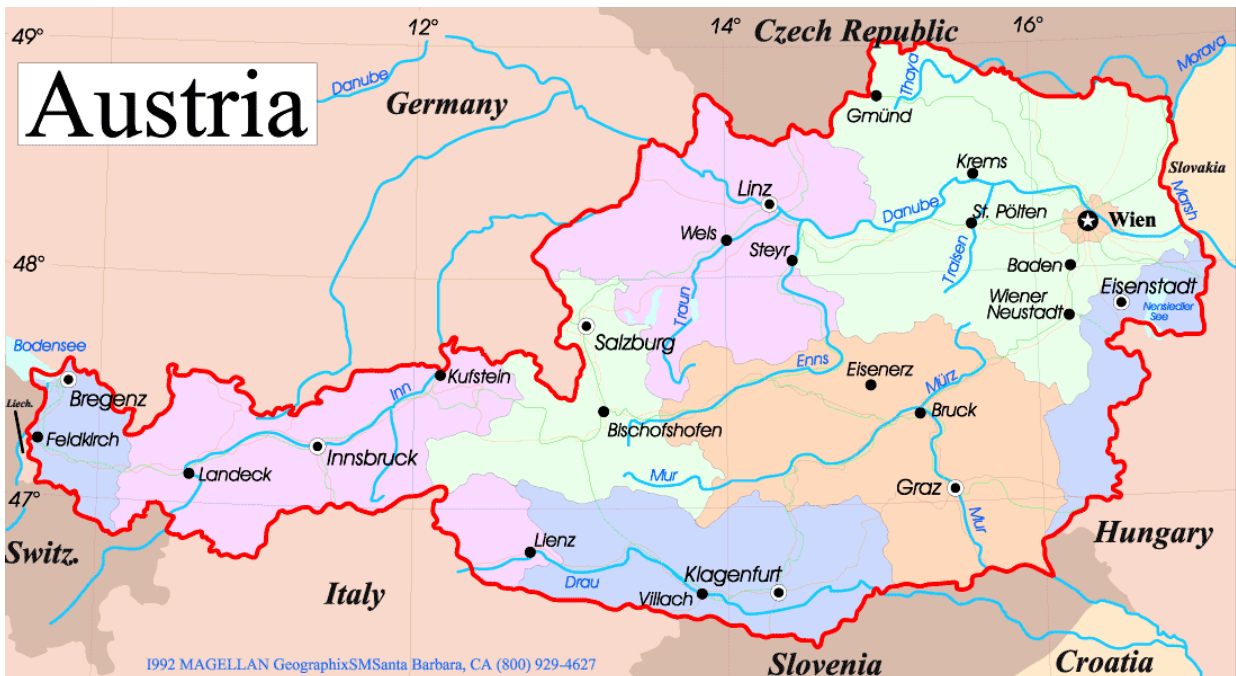 49°
12°
14°
16°
Czech Republic
Morava
Austria
Danube
Germany
Thaya
Gmünd
Krems
Slovakia
Linz
Danube
St. Pölten
Marsh
Wels
Steyr
Wien
48°
Traisen
Baden
Eisenstadt
Wiener
Neustadt
Nensiedler
See
Traun
Salzburg
Bodensee
Enns
Eisenerz
Mürz
Inn
Kufstein
Liech.
Bregenz
Bischofshofen
Bruck
Feldkirch
Innsbruck
Landeck
Mur
Graz
47°
Mur
Hungary
Switz.
Lienz
Drau
Klagenfurt
Villach
Italy
I992 MAGELLAN GeographixSMSanta Barbara, CA (800) 929-4627
Slovenia
Croatia